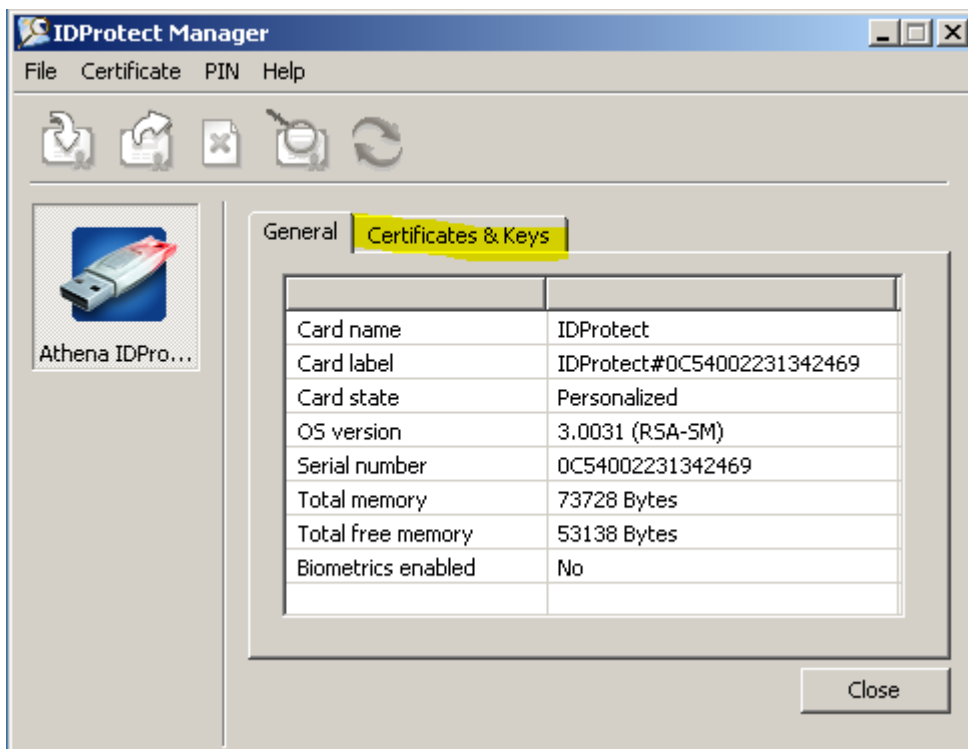 IDProtect Manager
File Certificate PIN Help
General Certificates & Keys
Athena IDPro...
Card name IDProtect
Card label IDProtect#0C54002231342469
Card state Personalized
OS version 3.0031 (RSA-SM)
Serial number 0C54002231342469
Total memory 73728 Bytes
Total free memory 53138 Bytes
Biometrics enabled No
Close